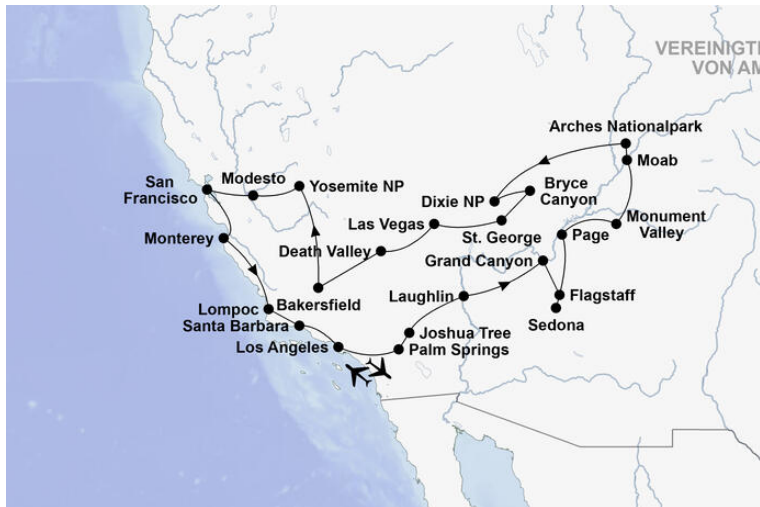 VEREINIGT
VON AM
Arches Nationalpark
Moab
San
Francisco
Modesto
Yosemite NP
Dixie NP
Bryce
Canyon
Las Vegas
St. George
Monument
Valley
Monterey
Death Valley
Page
Grand Canyon
Bakersfield
Laughlin
Flagstaff
Sedona
Lompoc
Santa Barbara
Los Angeles
Joshua Tree
Palm Springs